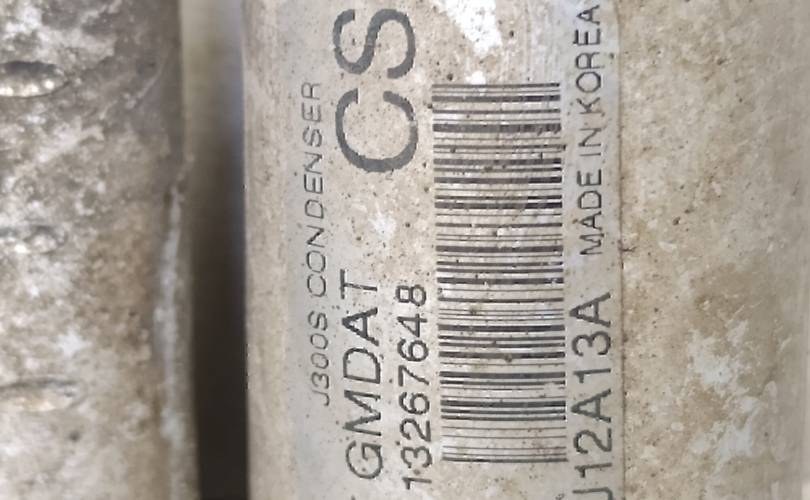 J300S CONDENSER
GMDAT CS
13267648
J12A13A MADE IN KOREA